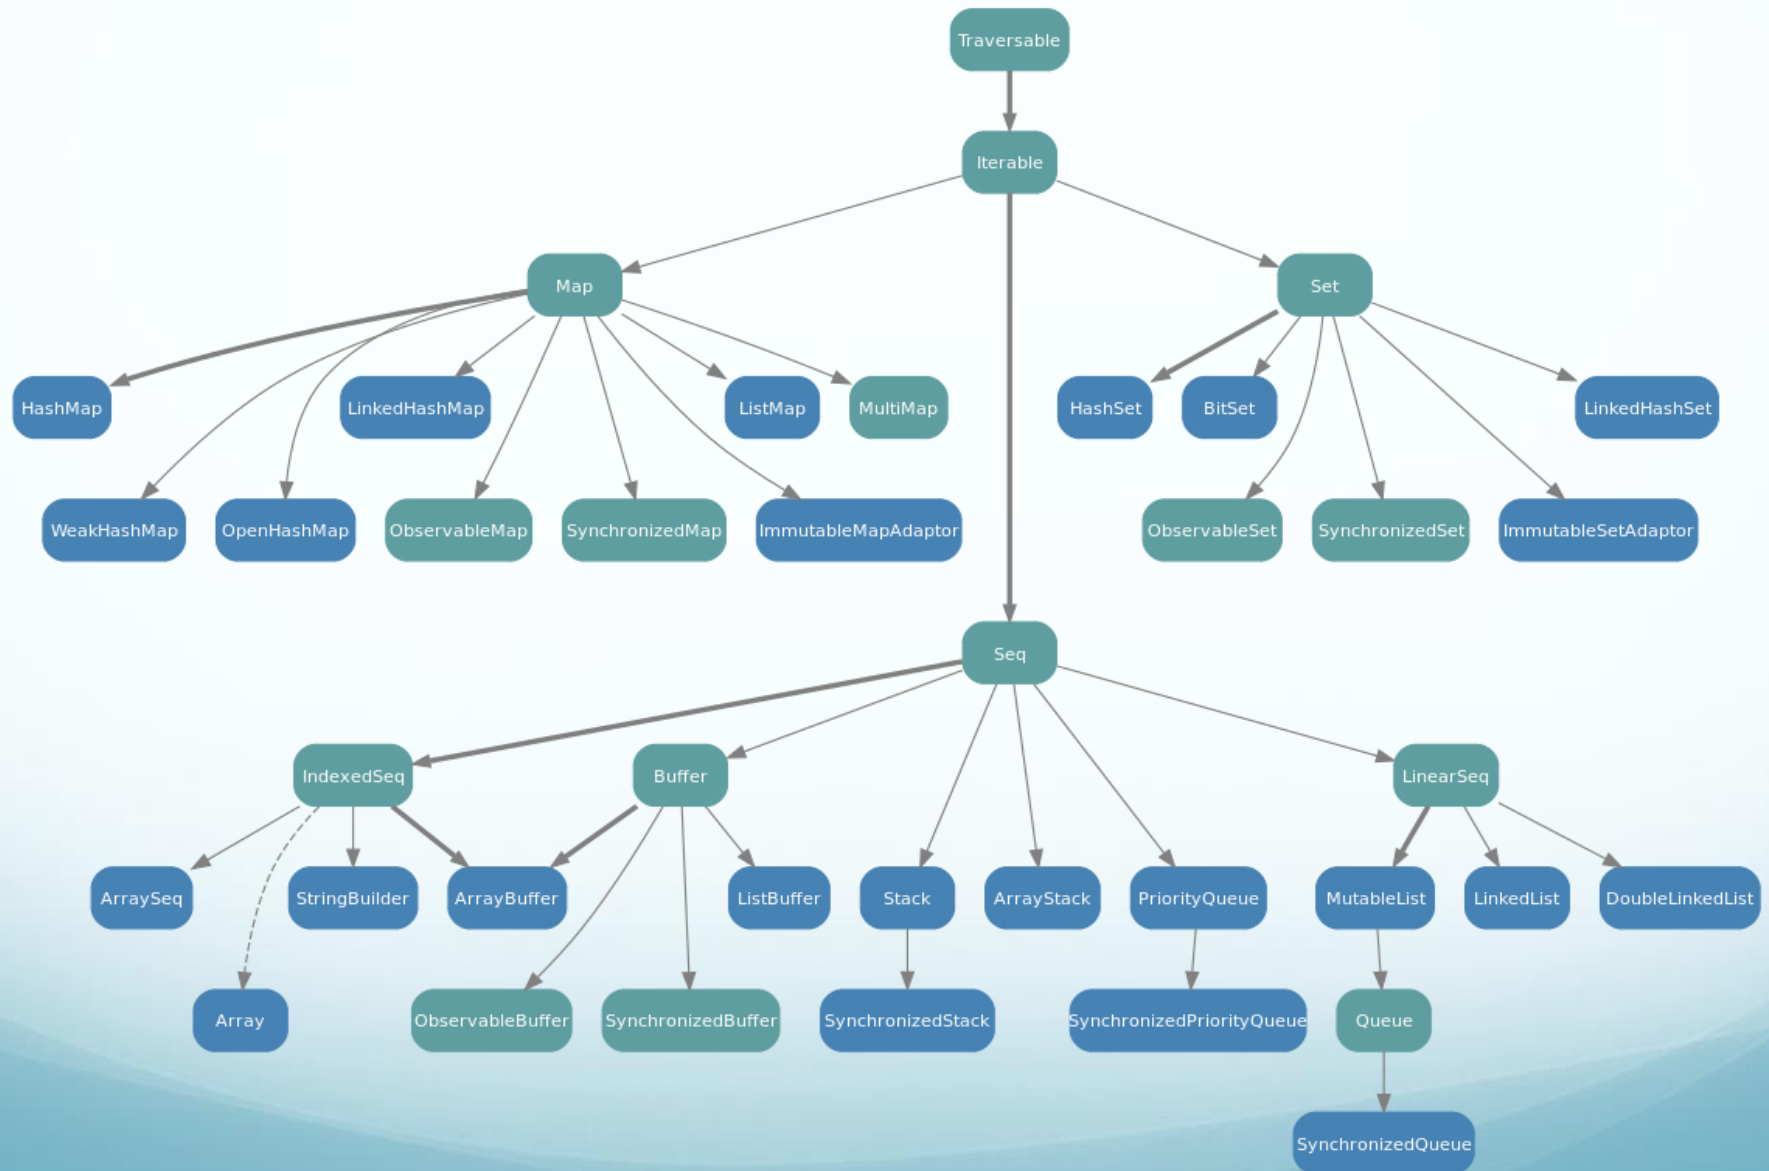 Traversable
Iterable
Map
Set
HashMap
LinkedHashMap
ListMap
MultiMap
HashSet
BitSet
LinkedHashSet
WeakHashMap
OpenHashMap
ObservableMap
SynchronizedMap
ImmutableMapAdaptor
ObservableSet
SynchronizedSet
ImmutableSetAdaptor
Seq
IndexedSeq
Buffer
LinearSeq
ArraySeq
StringBuilder
ArrayBuffer
ListBuffer
Stack
ArrayStack
PriorityQueue
MutableList
LinkedList
DoubleLinkedList
Array
ObservableBuffer
SynchronizedBuffer
SynchronizedStack
SynchronizedPriorityQueue
Queue
SynchronizedQueue